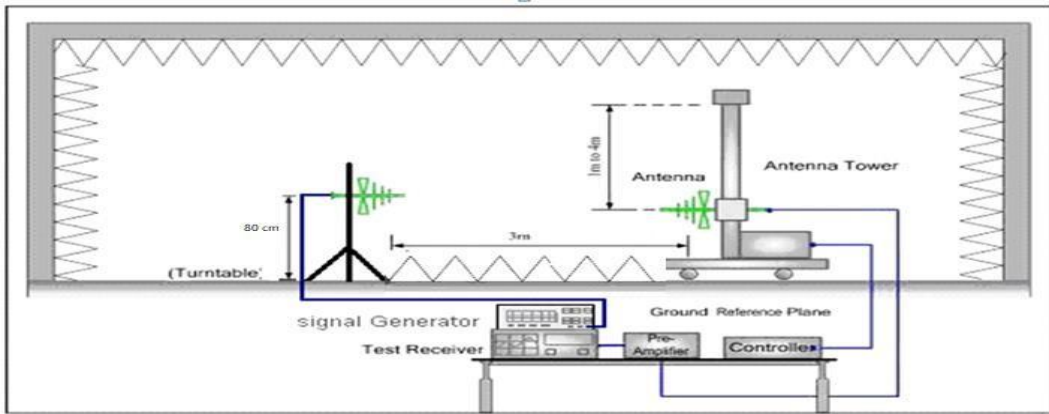 1m to 4m
Antenna
Antenna Tower
80 cm
3m
(Turntable)
signal Generator
Ground Reference Plane
Test Receiver
Pre-
Amplifier
Controller